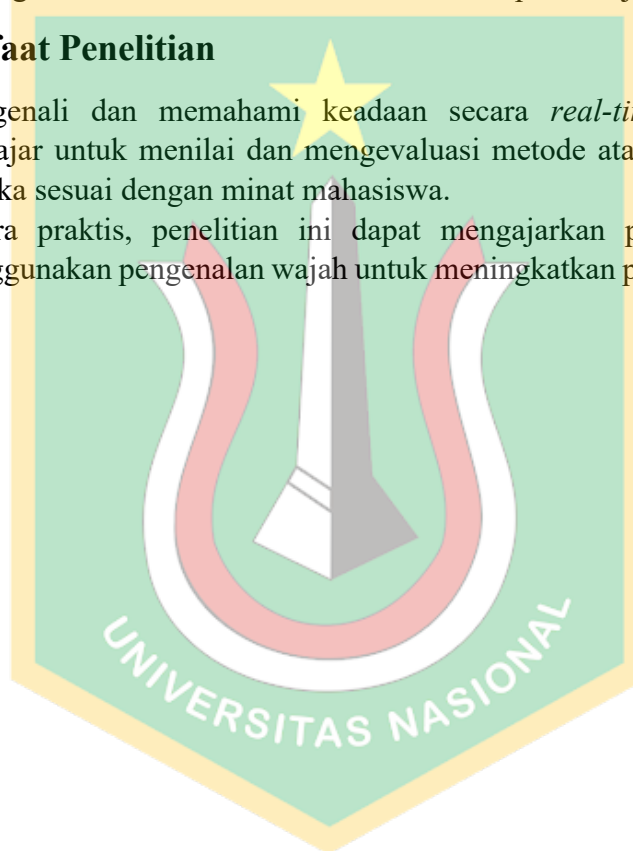 faat Penelitian
genali dan memahami keadaan secara real-tin
ajar untuk menilai dan mengevaluasi metode ata
ka sesuai dengan minat mahasiswa.
ra praktis, penelitian ini dapat mengajarkan p
ggunakan pengenalan wajah untuk meningkatkan p
UNIVERSITAS NASIONAL